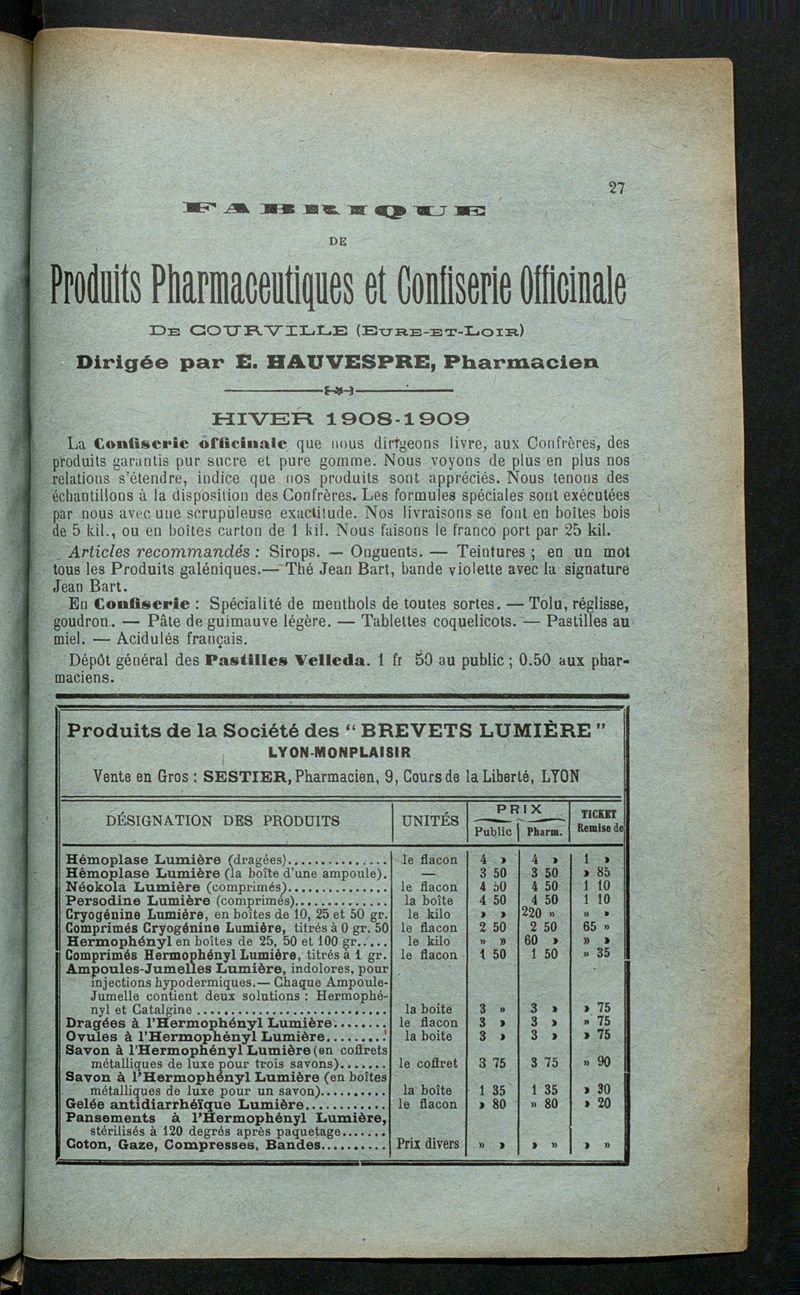 27
FABRIQUE
DE
Produits Pharmaceutiques et Confiserie Officinale
DE COURVILLE (EURE-ET-LOIR)
Dirigée par E. HAUVESPRE, Pharmacien
HIVER 1908-1909
La Confiserie officinale que nous dirigeons livre, aux Confrères, des
produits garantis pur sucre et pure gomme. Nous voyons de plus en plus nos
relations s'étendre, indice que nos produits sont appréciés. Nous tenons des
échantillons à la disposition des Confrères. Les formules spéciales sont exécutées
par nous avec une scrupuleuse exactitude. Nos livraisons se font en boîtes bois
de 5 kil., ou en boîtes carton de 1 kil. Nous faisons le franco port par 25 kil.
Articles recommandés : Sirops. — Onguents. — Teintures ; en un mot
tous les Produits galéniques. — Thé Jean Bart, bande violette avec la signature
Jean Bart.
En Confiserie : Spécialité de menthols de toutes sortes. — Tolu, réglisse,
goudron. — Pâte de guimauve légère. — Tablettes coquelicots. — Pastilles au
miel. — Acidulés français.
Dépôt général des Pastilles Velleda. 1 fr 50 au public ; 0.50 aux phar-
maciens.
Produits de la Société des " BREVETS LUMIÈRE "
LYON-MONPLAISIR
Vente en Gros : SESTIER, Pharmacien, 9, Cours de la Liberté, LYON
DÉSIGNATION DES PRODUITS UNITÉS PRIX Public Pharm. TICKET Remise de
Hémoplase Lumière (dragées)............... le flacon 4 » 4 » 1 »
Hémoplase Lumière (la boîte d'une ampoule). — 3 50 3 50 » 85
Néokola Lumière (comprimés)............... le flacon 4 50 4 50 1 10
Persodine Lumière (comprimés).............. la boîte 4 50 4 50 1 10
Cryogénine Lumière, en boîtes de 10, 25 et 50 gr. le kilo » » 220 » » »
Comprimés Cryogénine Lumière, titrés à 0 gr. 50 le flacon 2 50 2 50 65 »
Hermophényl en boîtes de 25, 50 et 100 gr...... le kilo » » 60 » » »
Comprimés Hermophényl Lumière, titrés à 1 gr. le flacon 1 50 1 50 » 35
Ampoules-Jumelles Lumière, indolores, pour
injections hypodermiques.— Chaque Ampoule-
Jumelle contient deux solutions : Hermophé-
nyl et Catalgine .......................... la boîte 3 » 3 » » 75
Dragées à l'Hermophényl Lumière........ le flacon 3 » 3 » » 75
Ovules à l'Hermophényl Lumière......... la boîte 3 » 3 » » 75
Savon à l'Hermophényl Lumière (en coffrets
métalliques de luxe pour trois savons)....... le coffret 3 75 3 75 » 90
Savon à l'Hermophényl Lumière (en boîtes
métalliques de luxe pour un savon).......... la boîte 1 35 1 35 » 30
Gelée antidiarrhéïque Lumière............ le flacon » 80 » 80 » 20
Pansements à l'Hermophényl Lumière,
stérilisés à 120 degrés après paquetage.......
Coton, Gaze, Compresses, Bandes.......... Prix divers » » » » » »